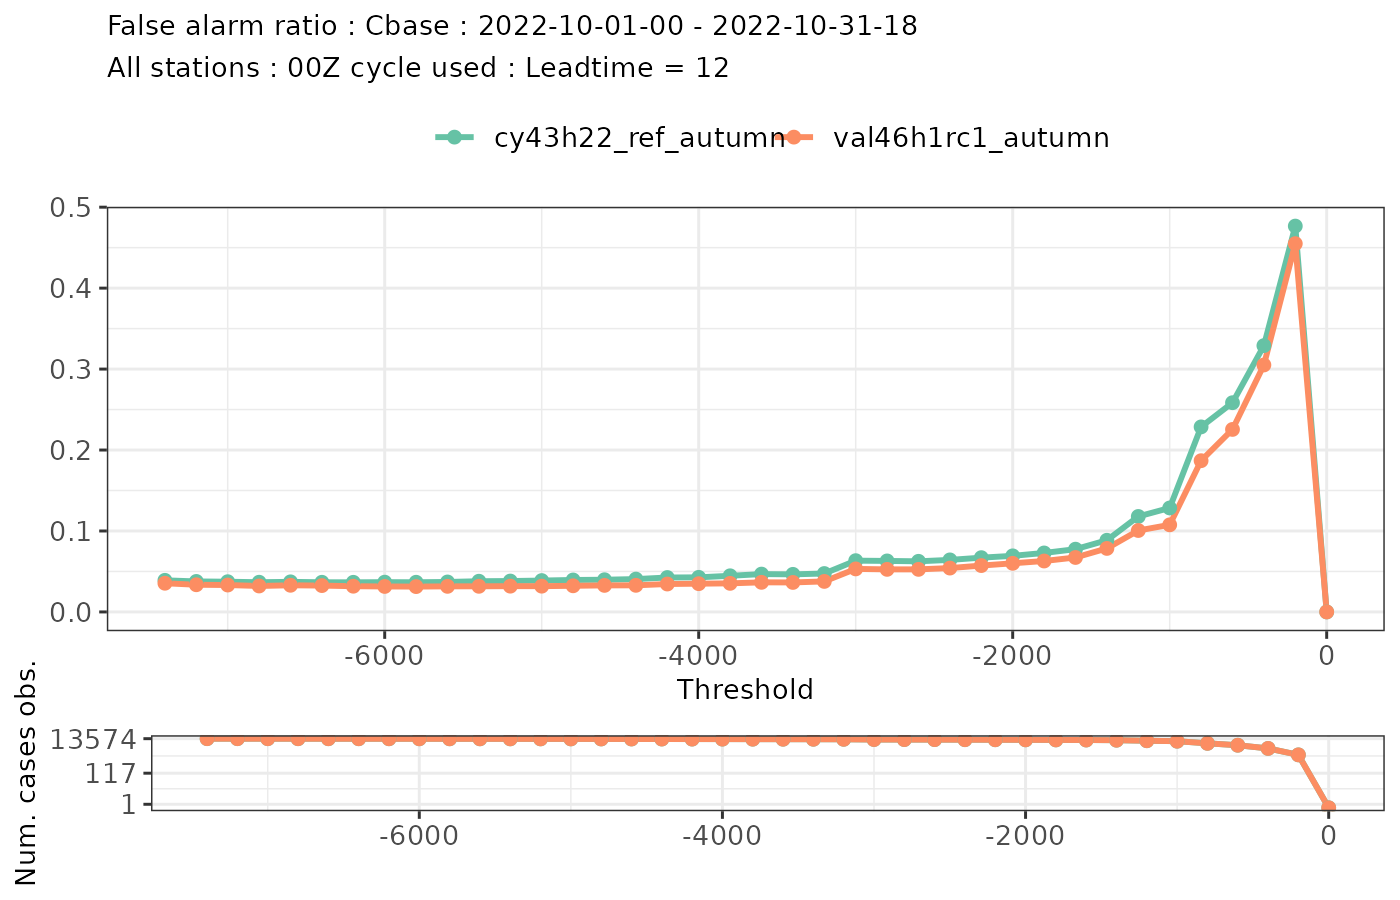 False alarm ratio : Cbase : 2022-10-01-00 - 2022-10-31-18
All stations : 00Z cycle used : Leadtime = 12
cy43h22_ref_autumn val46h1rc1_autumn
0.5
0.4
0.3
0.2
0.1
0.0
-6000 -4000 -2000 0
Threshold
Num. cases obs.
13574
117
1
-6000 -4000 -2000 0